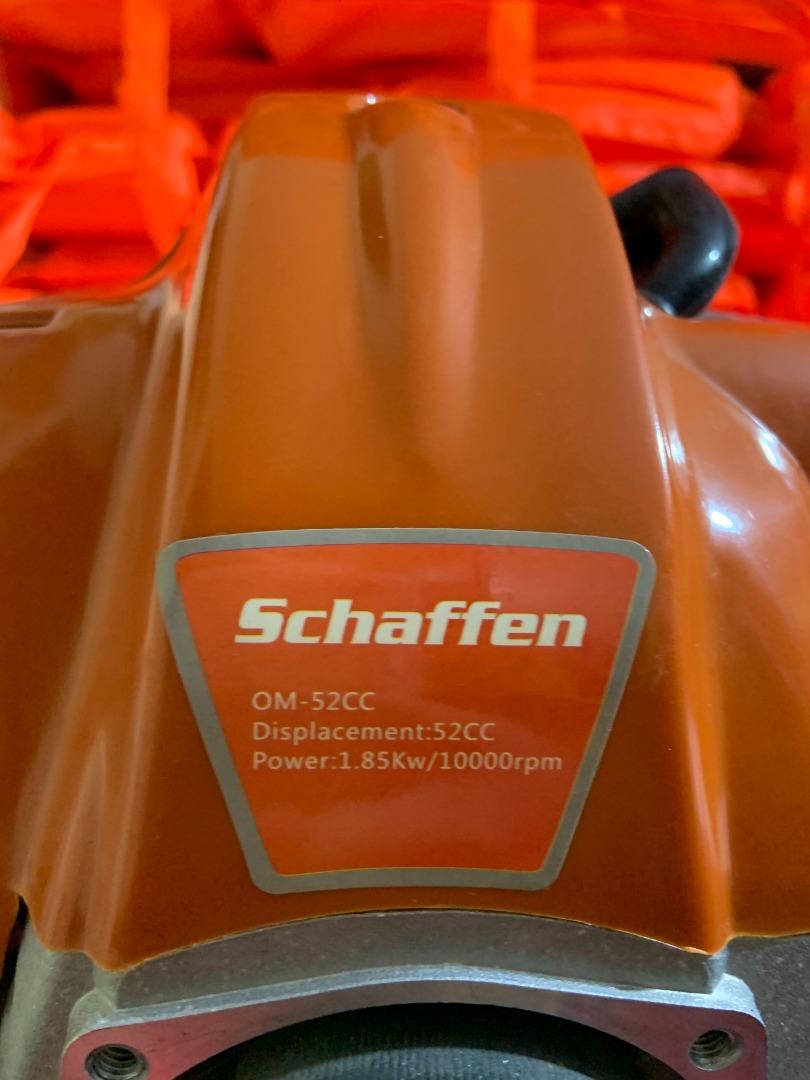 Schaffen
OM-52CC
Displacement:52CC
Power:1.85Kw/10000rpm